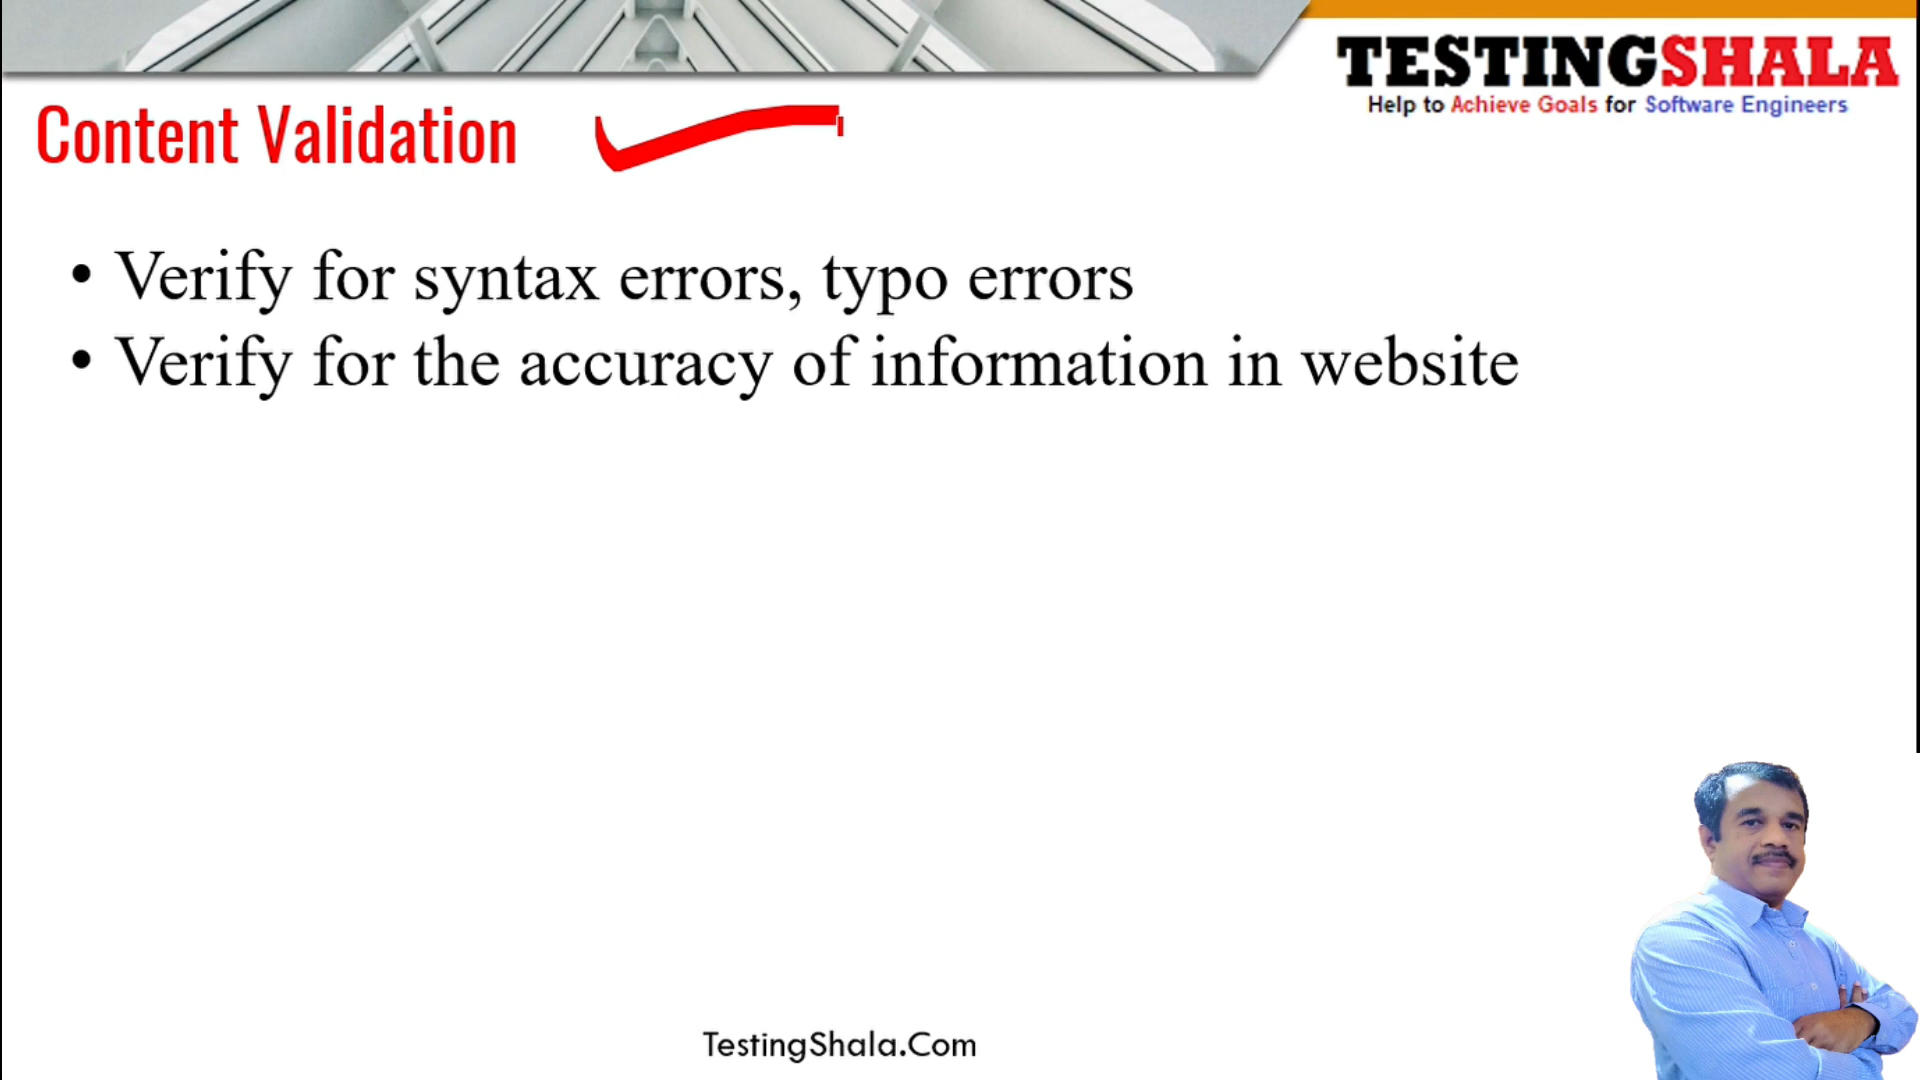 TESTINGSHALA
Help to Achieve Goals for Software Engineers
Content Validation
• Verify for syntax errors, typo errors
• Verify for the accuracy of information in website
TestingShala.Com